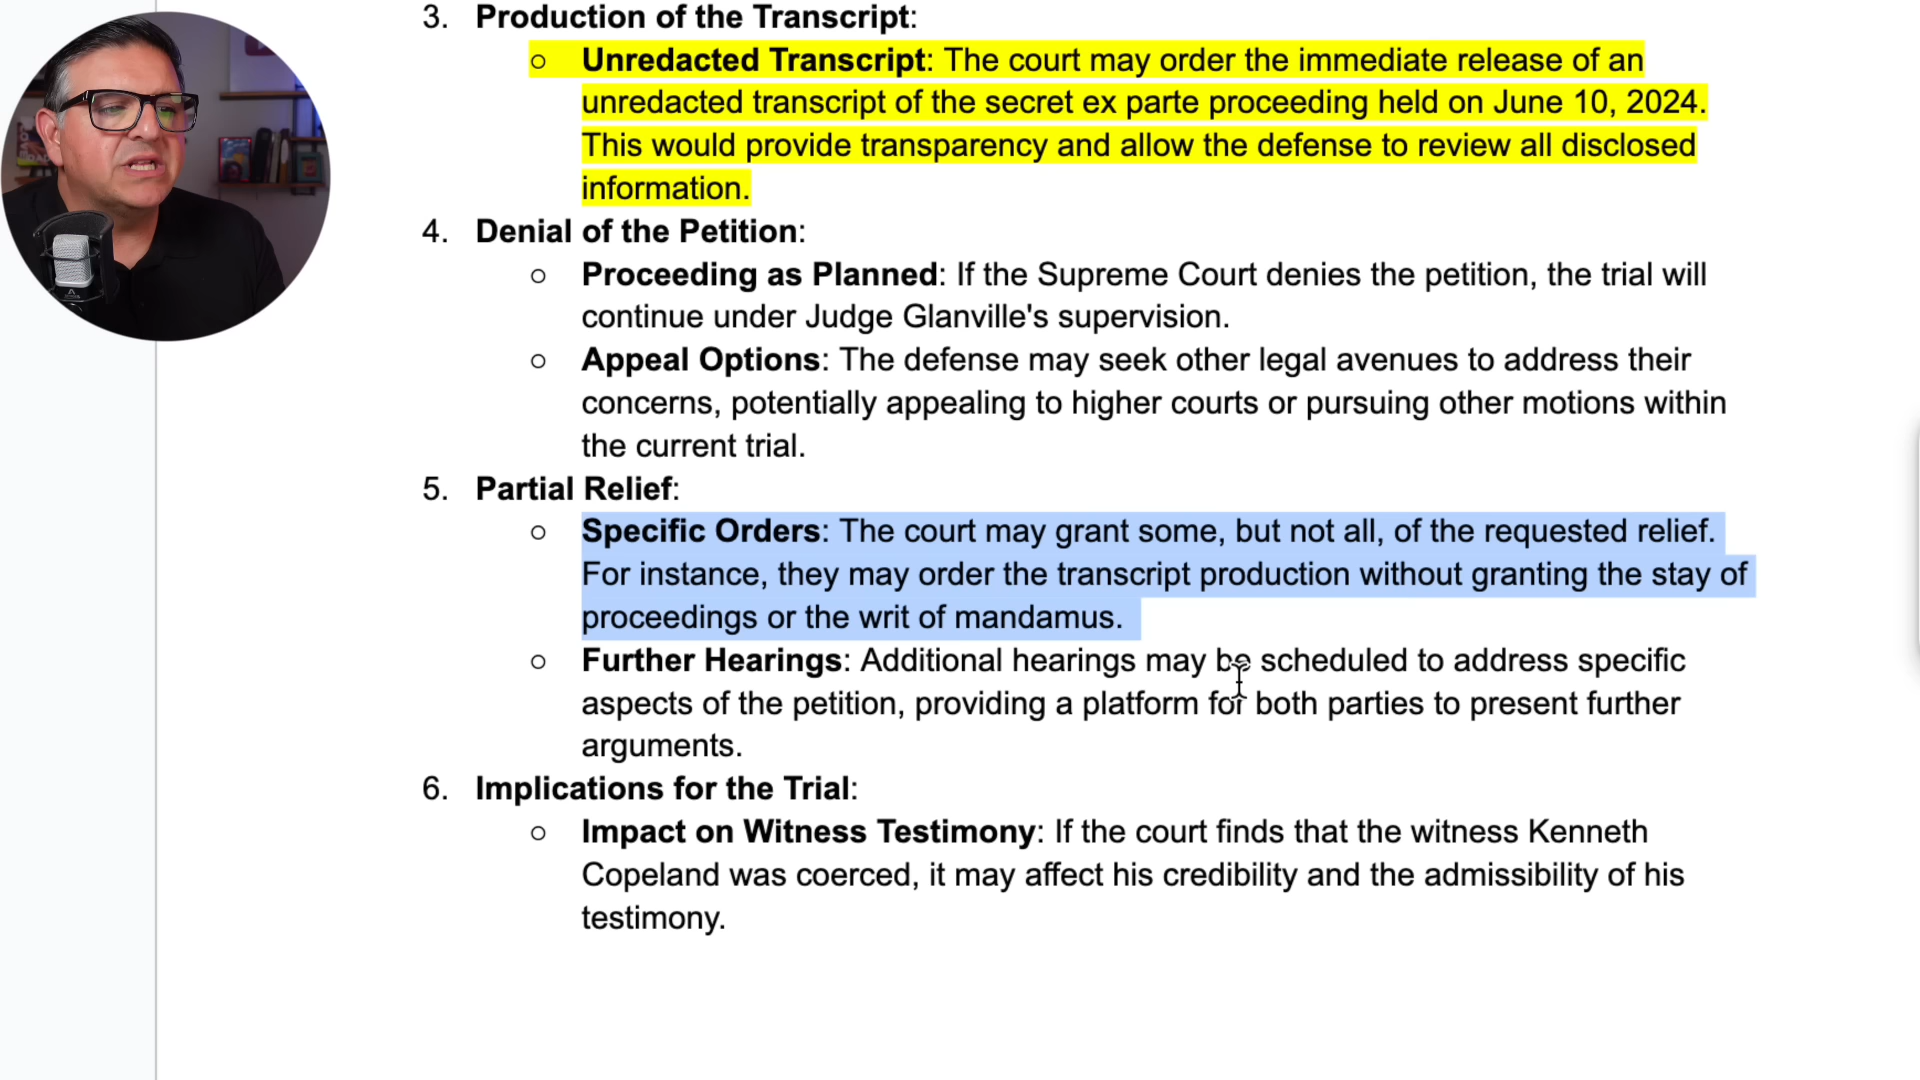 3. Production of the Transcript:
○ Unredacted Transcript: The court may order the immediate release of an
unredacted transcript of the secret ex parte proceeding held on June 10, 2024.
This would provide transparency and allow the defense to review all disclosed
information.
4. Denial of the Petition:
○ Proceeding as Planned: If the Supreme Court denies the petition, the trial will
continue under Judge Glanville's supervision.
○ Appeal Options: The defense may seek other legal avenues to address their
concerns, potentially appealing to higher courts or pursuing other motions within
the current trial.
5. Partial Relief:
○ Specific Orders: The court may grant some, but not all, of the requested relief.
For instance, they may order the transcript production without granting the stay of
proceedings or the writ of mandamus.
○ Further Hearings: Additional hearings may be scheduled to address specific
aspects of the petition, providing a platform for both parties to present further
arguments.
6. Implications for the Trial:
○ Impact on Witness Testimony: If the court finds that the witness Kenneth
Copeland was coerced, it may affect his credibility and the admissibility of his
testimony.